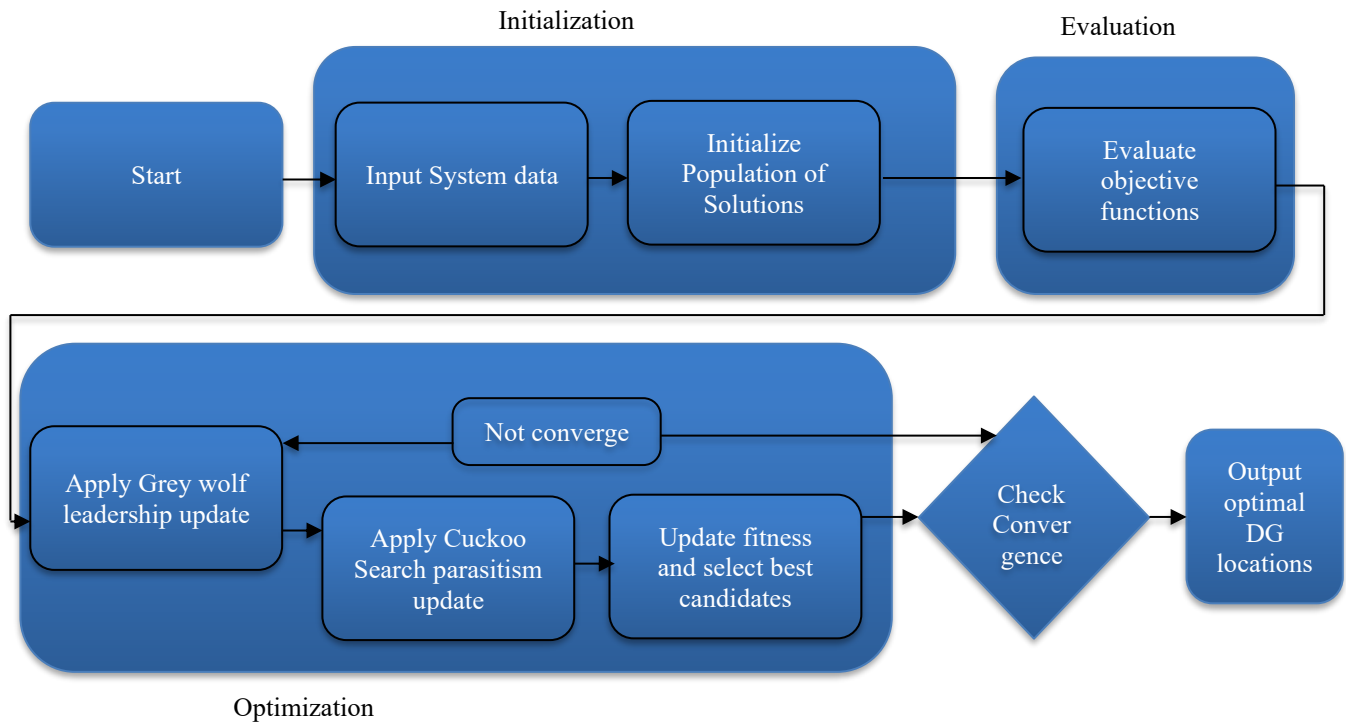 Initialization
Evaluation
Start
Input System data
Initialize
Population of
Solutions
Evaluate
objective
functions
Not converge
Apply Grey wolf
leadership update
Apply Cuckoo
Search parasitism
update
Update fitness
and select best
candidates
Check
Conver
gence
Output
optimal
DG
locations
Optimization